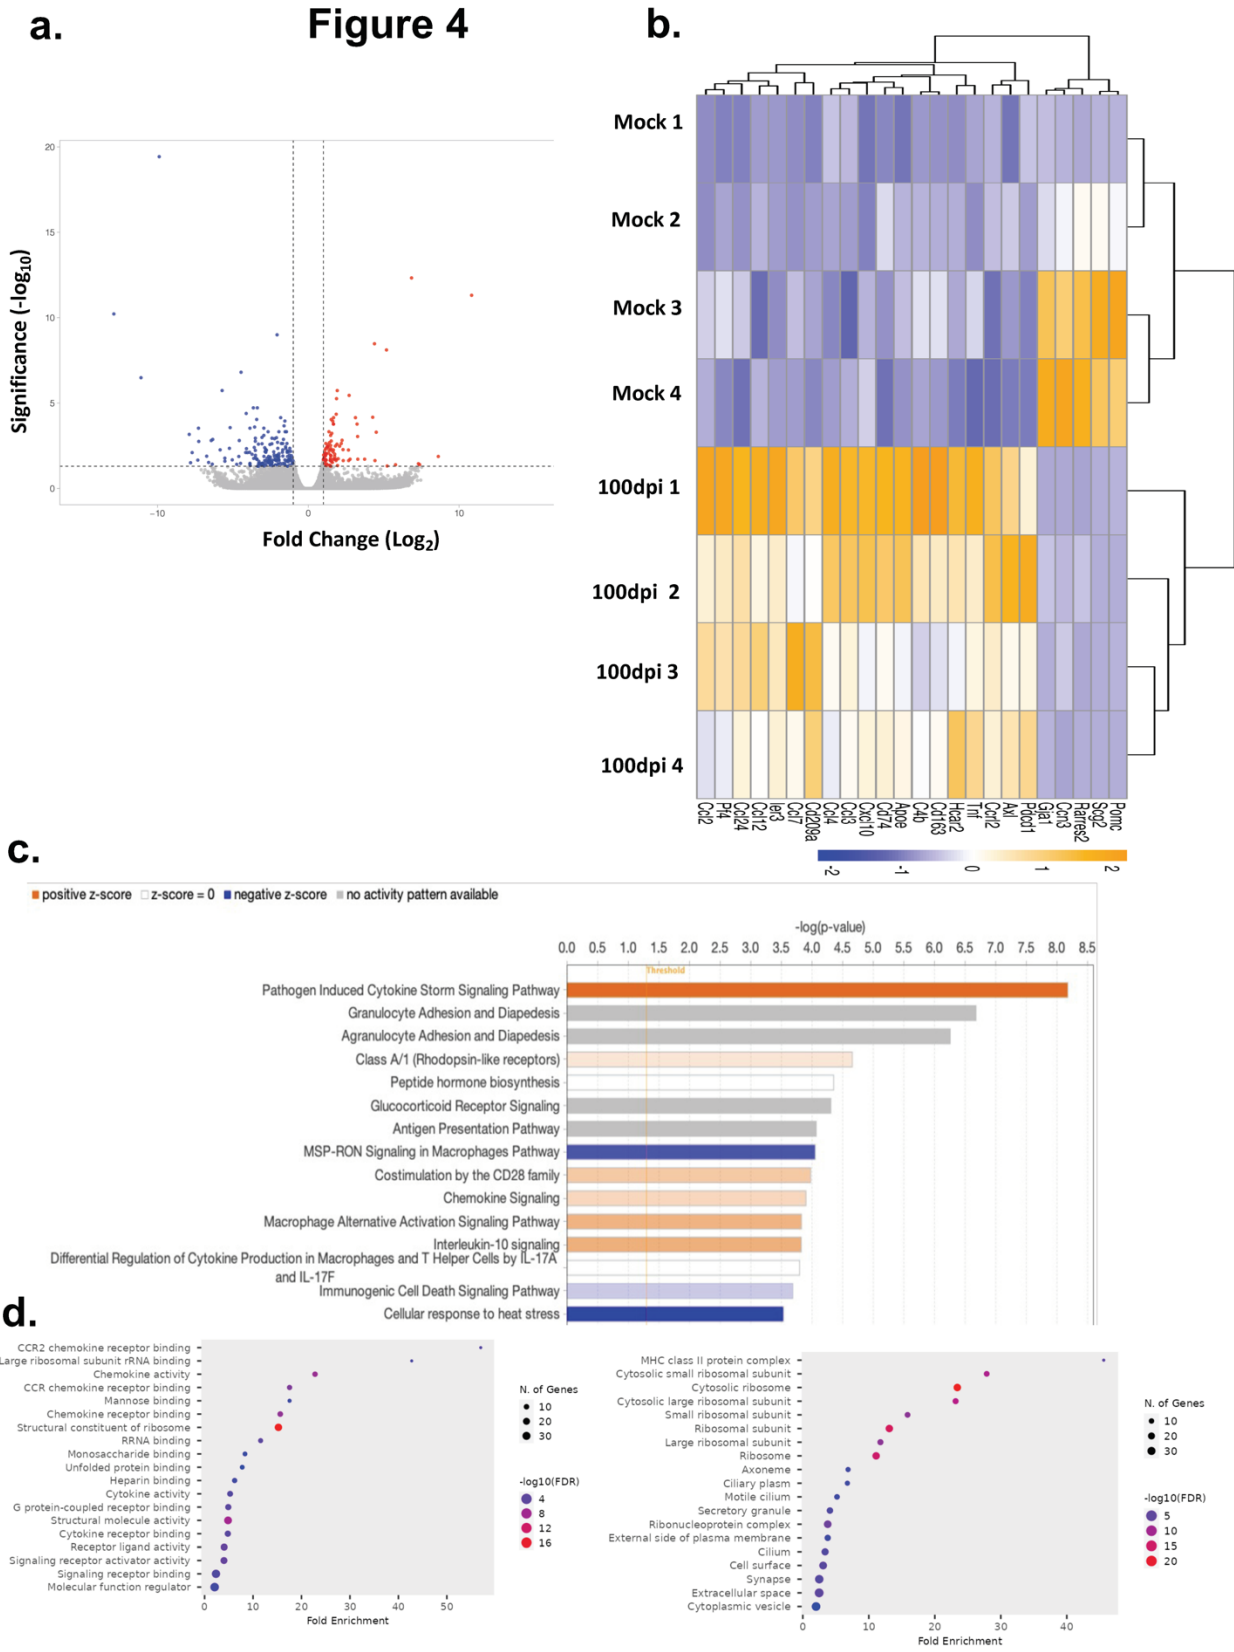 a.
Figure 4
b.
20
15
10
5
0
−10
0
10
Significance (-log10)
Fold Change (Log2)
Mock 1
Mock 2
Mock 3
Mock 4
100dpi 1
100dpi 2
100dpi 3
100dpi 4
Ccl2
Pf4
Ccl24
Ccl12
Ier3
Ccl7
Cd209a
Ccl4
Ccl3
Cxcl10
Cd74
Apoe
C4b
Cd163
Hcar2
Tnf
Ccrl2
Axl
Pdcd1
Gja1
Ccn3
Rarres2
Scg2
Pomc
-2
-1
0
1
2
c.
positive z-score
z-score = 0
negative z-score
no activity pattern available
-log(p-value)
0.0 0.5 1.0 1.5 2.0 2.5 3.0 3.5 4.0 4.5 5.0 5.5 6.0 6.5 7.0 7.5 8.0 8.5
Threshold
Pathogen Induced Cytokine Storm Signaling Pathway
Granulocyte Adhesion and Diapedesis
Agranulocyte Adhesion and Diapedesis
Class A/1 (Rhodopsin-like receptors)
Peptide hormone biosynthesis
Glucocorticoid Receptor Signaling
Antigen Presentation Pathway
MSP-RON Signaling in Macrophages Pathway
Costimulation by the CD28 family
Chemokine Signaling
Macrophage Alternative Activation Signaling Pathway
Interleukin-10 signaling
Differential Regulation of Cytokine Production in Macrophages and T Helper Cells by IL-17A
and IL-17F
Immunogenic Cell Death Signaling Pathway
Cellular response to heat stress
d.
CCR2 chemokine receptor binding
Large ribosomal subunit rRNA binding
Chemokine activity
CCR chemokine receptor binding
Mannose binding
Chemokine receptor binding
Structural constituent of ribosome
RRNA binding
Monosaccharide binding
Unfolded protein binding
Heparin binding
Cytokine activity
G protein-coupled receptor binding
Structural molecule activity
Cytokine receptor binding
Receptor ligand activity
Signaling receptor activator activity
Signaling receptor binding
Molecular function regulator
0 10 20 30 40 50
Fold Enrichment
N. of Genes
10
20
30
-log10(FDR)
4
8
12
16
MHC class II protein complex
Cytosolic small ribosomal subunit
Cytosolic ribosome
Cytosolic large ribosomal subunit
Small ribosomal subunit
Ribosomal subunit
Large ribosomal subunit
Ribosome
Axoneme
Ciliary plasm
Motile cilium
Secretory granule
Ribonucleoprotein complex
External side of plasma membrane
Cilium
Cell surface
Synapse
Extracellular space
Cytoplasmic vesicle
0 10 20 30 40
Fold Enrichment
N. of Genes
10
20
30
-log10(FDR)
5
10
15
20